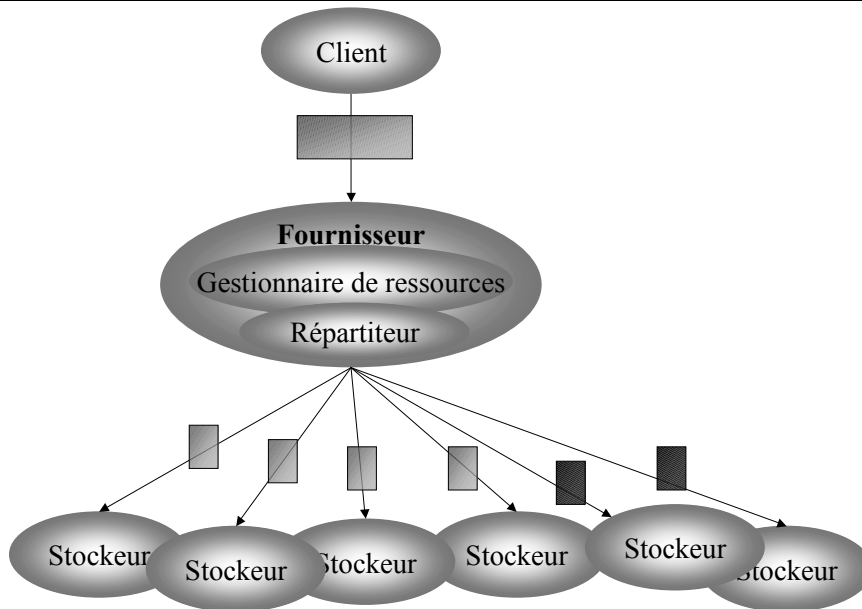 Client
Fournisseur
Gestionnaire de ressources
Répartiteur
Stockeur
Stockeur
Stockeur
Stockeur
Stockeur
Stockeur